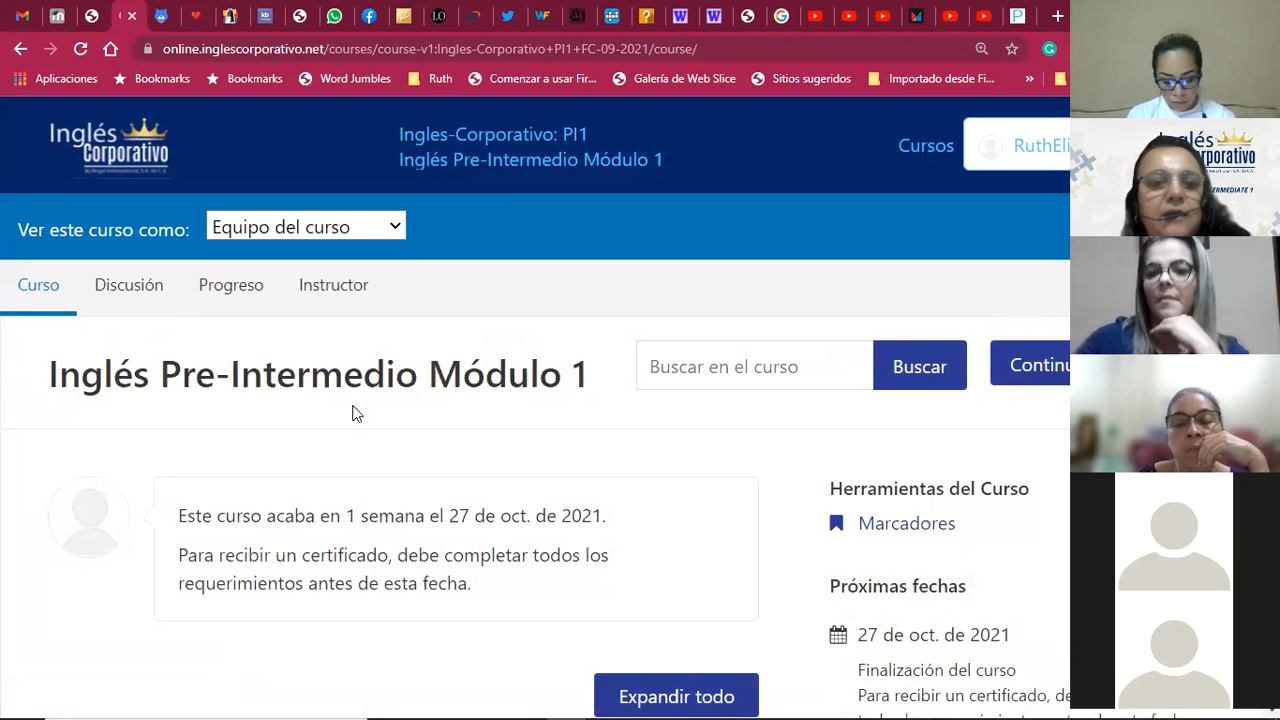 online.inglescorporativo.net/courses/course-v1:Ingles-Corporativo+PI1+FC-09-2021/course/
Aplicaciones Bookmarks Bookmarks Word Jumbles Ruth Comenzar a usar Fir... Galería de Web Slice Sitios sugeridos Importado desde Fi... »
Inglés Corporativo
Ingles-Corporativo: PI1
Inglés Pre-Intermedio Módulo 1
Cursos RuthEli
Ver este curso como: Equipo del curso
Curso Discusión Progreso Instructor
Inglés Pre-Intermedio Módulo 1
Buscar en el curso Buscar Continu
Este curso acaba en 1 semana el 27 de oct. de 2021.
Para recibir un certificado, debe completar todos los
requerimientos antes de esta fecha.
Expandir todo
Herramientas del Curso
Marcadores
Próximas fechas
27 de oct. de 2021
Finalización del curso
Para recibir un certificado, de